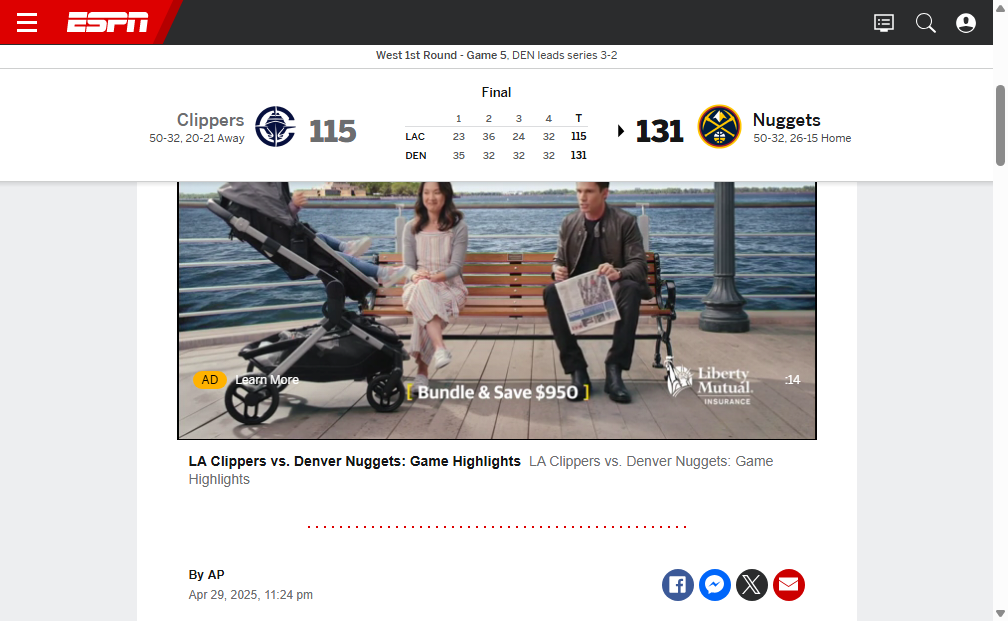 ESPN
West 1st Round - Game 5, DEN leads series 3-2
Final
Clippers
50-32, 20-21 Away
115
1 2 3 4 T
LAC 23 36 24 32 115
DEN 35 32 32 32 131
131
Nuggets
50-32, 26-15 Home
AD Learn More
[ Bundle & Save $950 ]
Liberty
Mutual.
INSURANCE
:14
LA Clippers vs. Denver Nuggets: Game Highlights LA Clippers vs. Denver Nuggets: Game
Highlights
By AP
Apr 29, 2025, 11:24 pm